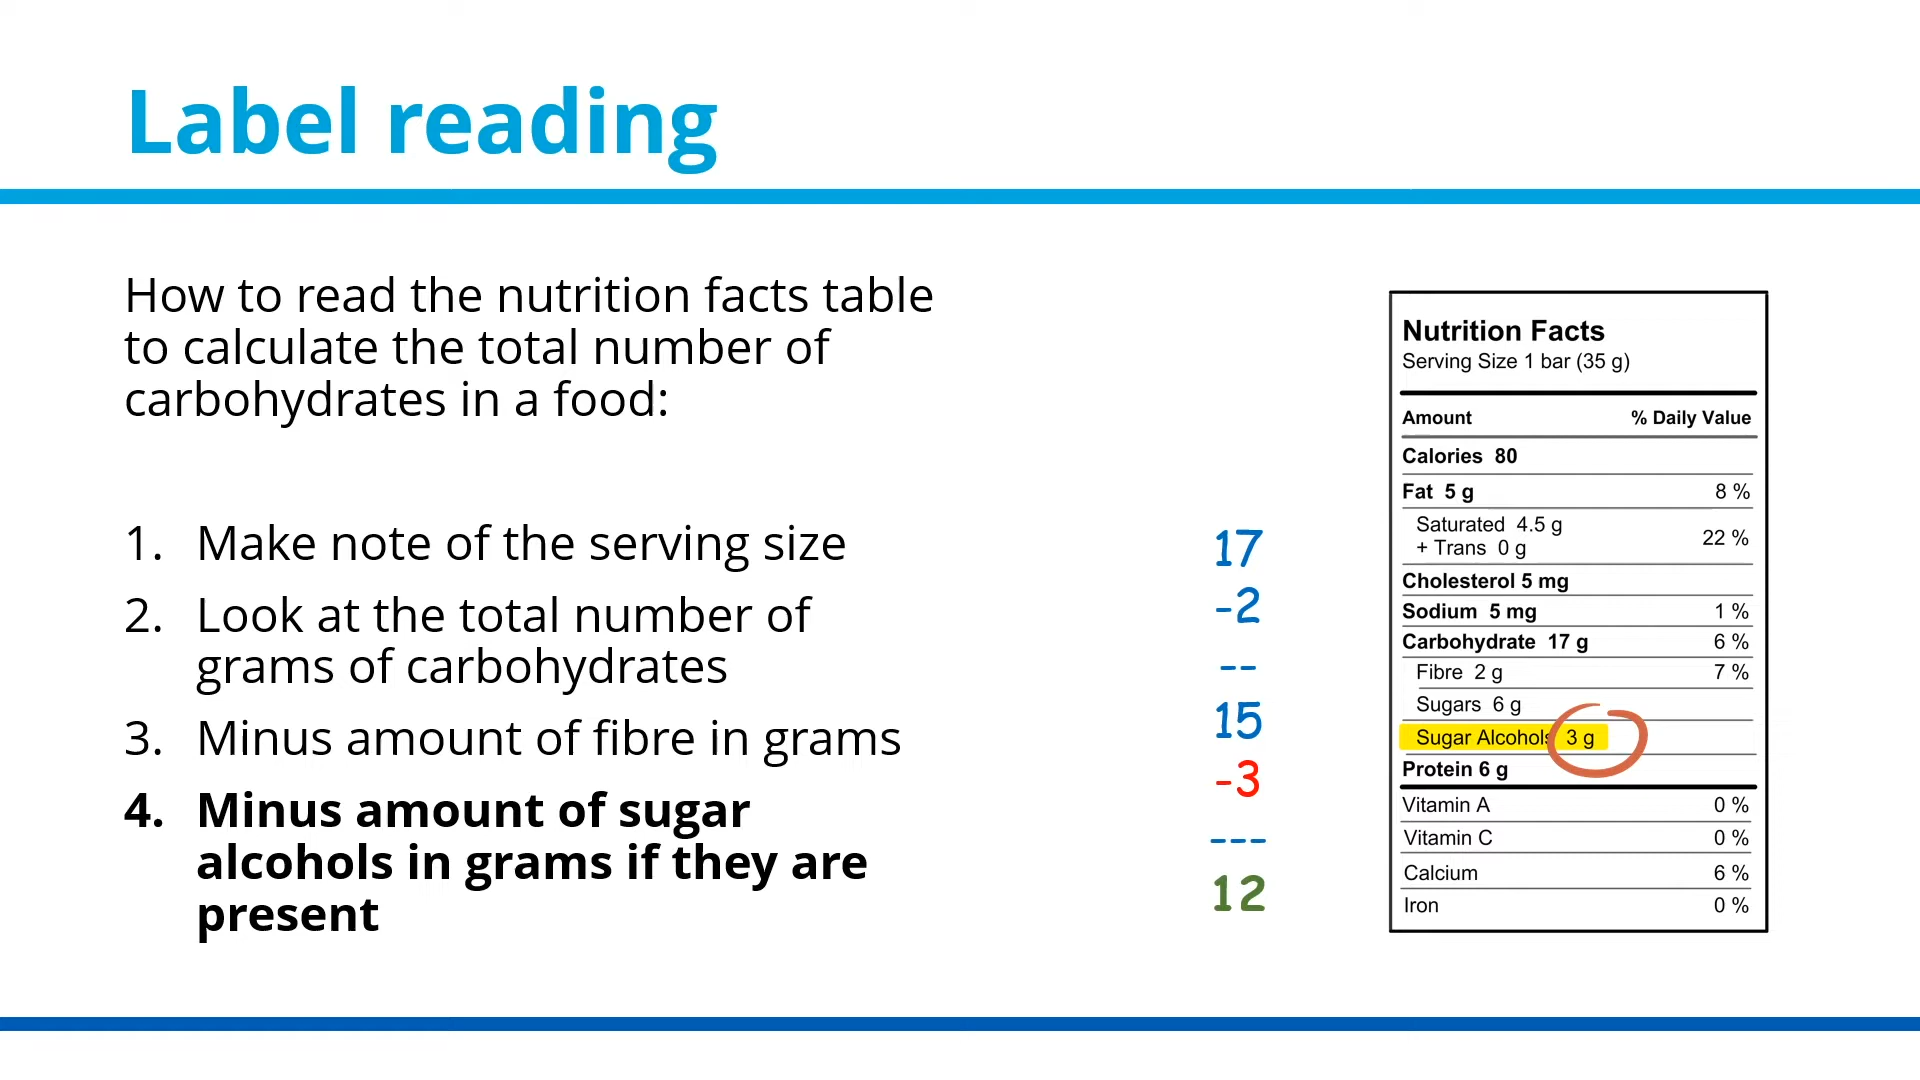 Label reading
How to read the nutrition facts table
to calculate the total number of
carbohydrates in a food:
1. Make note of the serving size
2. Look at the total number of
grams of carbohydrates
3. Minus amount of fibre in grams
4. Minus amount of sugar
alcohols in grams if they are
present
17
-2
--
15
-3
---
12
Nutrition Facts
Serving Size 1 bar (35 g)
Amount % Daily Value
Calories 80
Fat 5 g 8 %
Saturated 4.5 g
+ Trans 0 g 22 %
Cholesterol 5 mg
Sodium 5 mg 1 %
Carbohydrate 17 g 6 %
Fibre 2 g 7 %
Sugars 6 g
Sugar Alcohols 3 g
Protein 6 g
Vitamin A 0 %
Vitamin C 0 %
Calcium 6 %
Iron 0 %